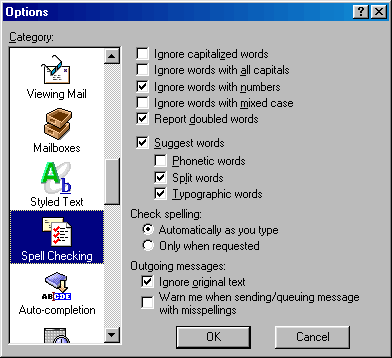 Options
Category:
Viewing Mail
Mailboxes
Styled Text
Spell Checking
ABCDE
Auto-completion
Ignore capitalized words
Ignore words with all capitals
Ignore words with numbers
Ignore words with mixed case
Report doubled words
Suggest words
Phonetic words
Split words
Typographic words
Check spelling:
Automatically as you type
Only when requested
Outgoing messages:
Ignore original text
Warn me when sending/queuing message
with misspellings
OK
Cancel